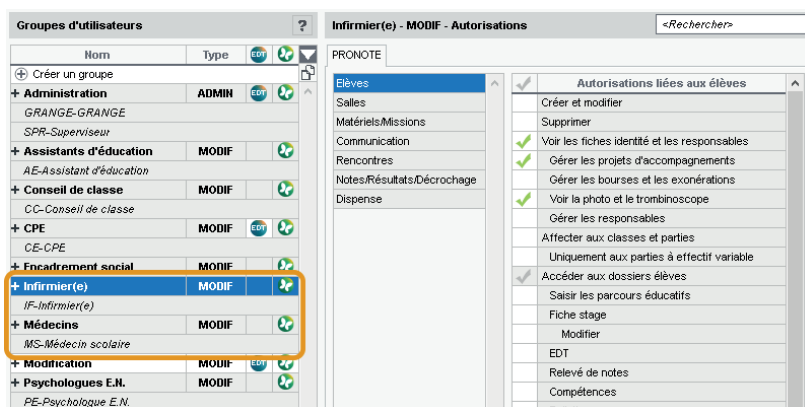 Groupes d'utilisateurs ?
Nom Type EDT
Créer un groupe
+ Administration ADMIN EDT
GRANGE-GRANGE
SPR-Superviseur
+ Assistants d'éducation MODIF
AE-Assistant d'éducation
+ Conseil de classe MODIF
CC-Conseil de classe
+ CPE MODIF EDT
CE-CPE
+ Encadrement social MODIF
+ Infirmier(e) MODIF
IF-Infirmier(e)
+ Médecins MODIF
MS-Médecin scolaire
+ Modification MODIF EDT
+ Psychologues E.N. MODIF
PE-Psychologue E.N.
Infirmier(e) - MODIF - Autorisations <Rechercher>
PRONOTE
Elèves
Salles
Matériels/Missions
Communication
Rencontres
Notes/Résultats/Décrochage
Dispense
Autorisations liées aux élèves
Créer et modifier
Supprimer
Voir les fiches identité et les responsables
Gérer les projets d'accompagnements
Gérer les bourses et les exonérations
Voir la photo et le trombinoscope
Gérer les responsables
Affecter aux classes et parties
Uniquement aux parties à effectif variable
Accéder aux dossiers élèves
Saisir les parcours éducatifs
Fiche stage
Modifier
EDT
Relevé de notes
Compétences